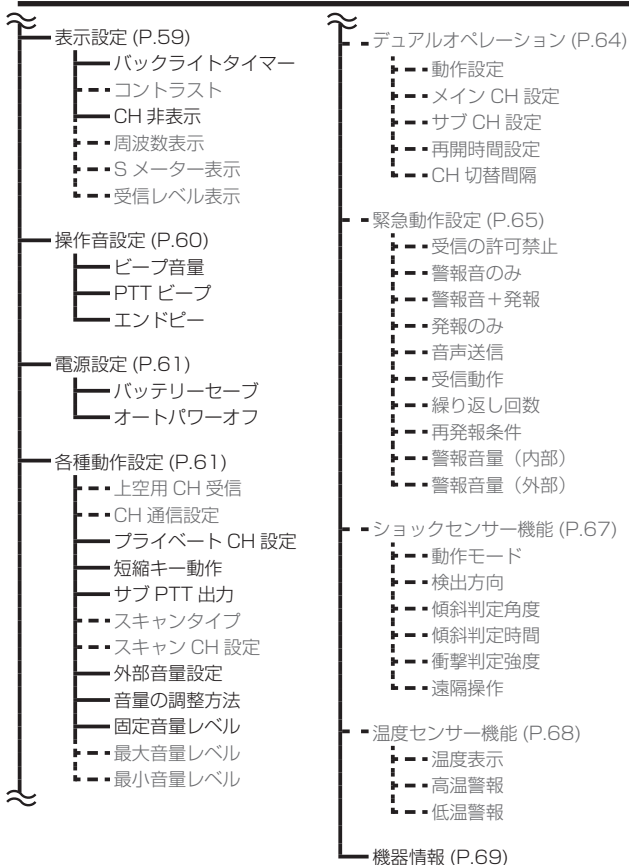 表示設定 (P.59)
バックライトタイマー
コントラスト
CH 非表示
周波数表示
S メーター表示
受信レベル表示
操作音設定 (P.60)
ビープ音量
PTT ビープ
エンドピー
電源設定 (P.61)
バッテリーセーブ
オートパワーオフ
各種動作設定 (P.61)
上空用 CH 受信
CH 通信設定
プライベート CH 設定
短縮キー動作
サブ PTT 出力
スキャンタイプ
スキャン CH 設定
外部音量設定
音量の調整方法
固定音量レベル
最大音量レベル
最小音量レベル
デュアルオペレーション (P.64)
動作設定
メイン CH 設定
サブ CH 設定
再開時間設定
CH 切替間隔
緊急動作設定 (P.65)
受信の許可禁止
警報音のみ
警報音＋発報
発報のみ
音声送信
受信動作
繰り返し回数
再発報条件
警報音量（内部）
警報音量（外部）
ショックセンサー機能 (P.67)
動作モード
検出方向
傾斜判定角度
傾斜判定時間
衝撃判定強度
遠隔操作
温度センサー機能 (P.68)
温度表示
高温警報
低温警報
機器情報 (P.69)